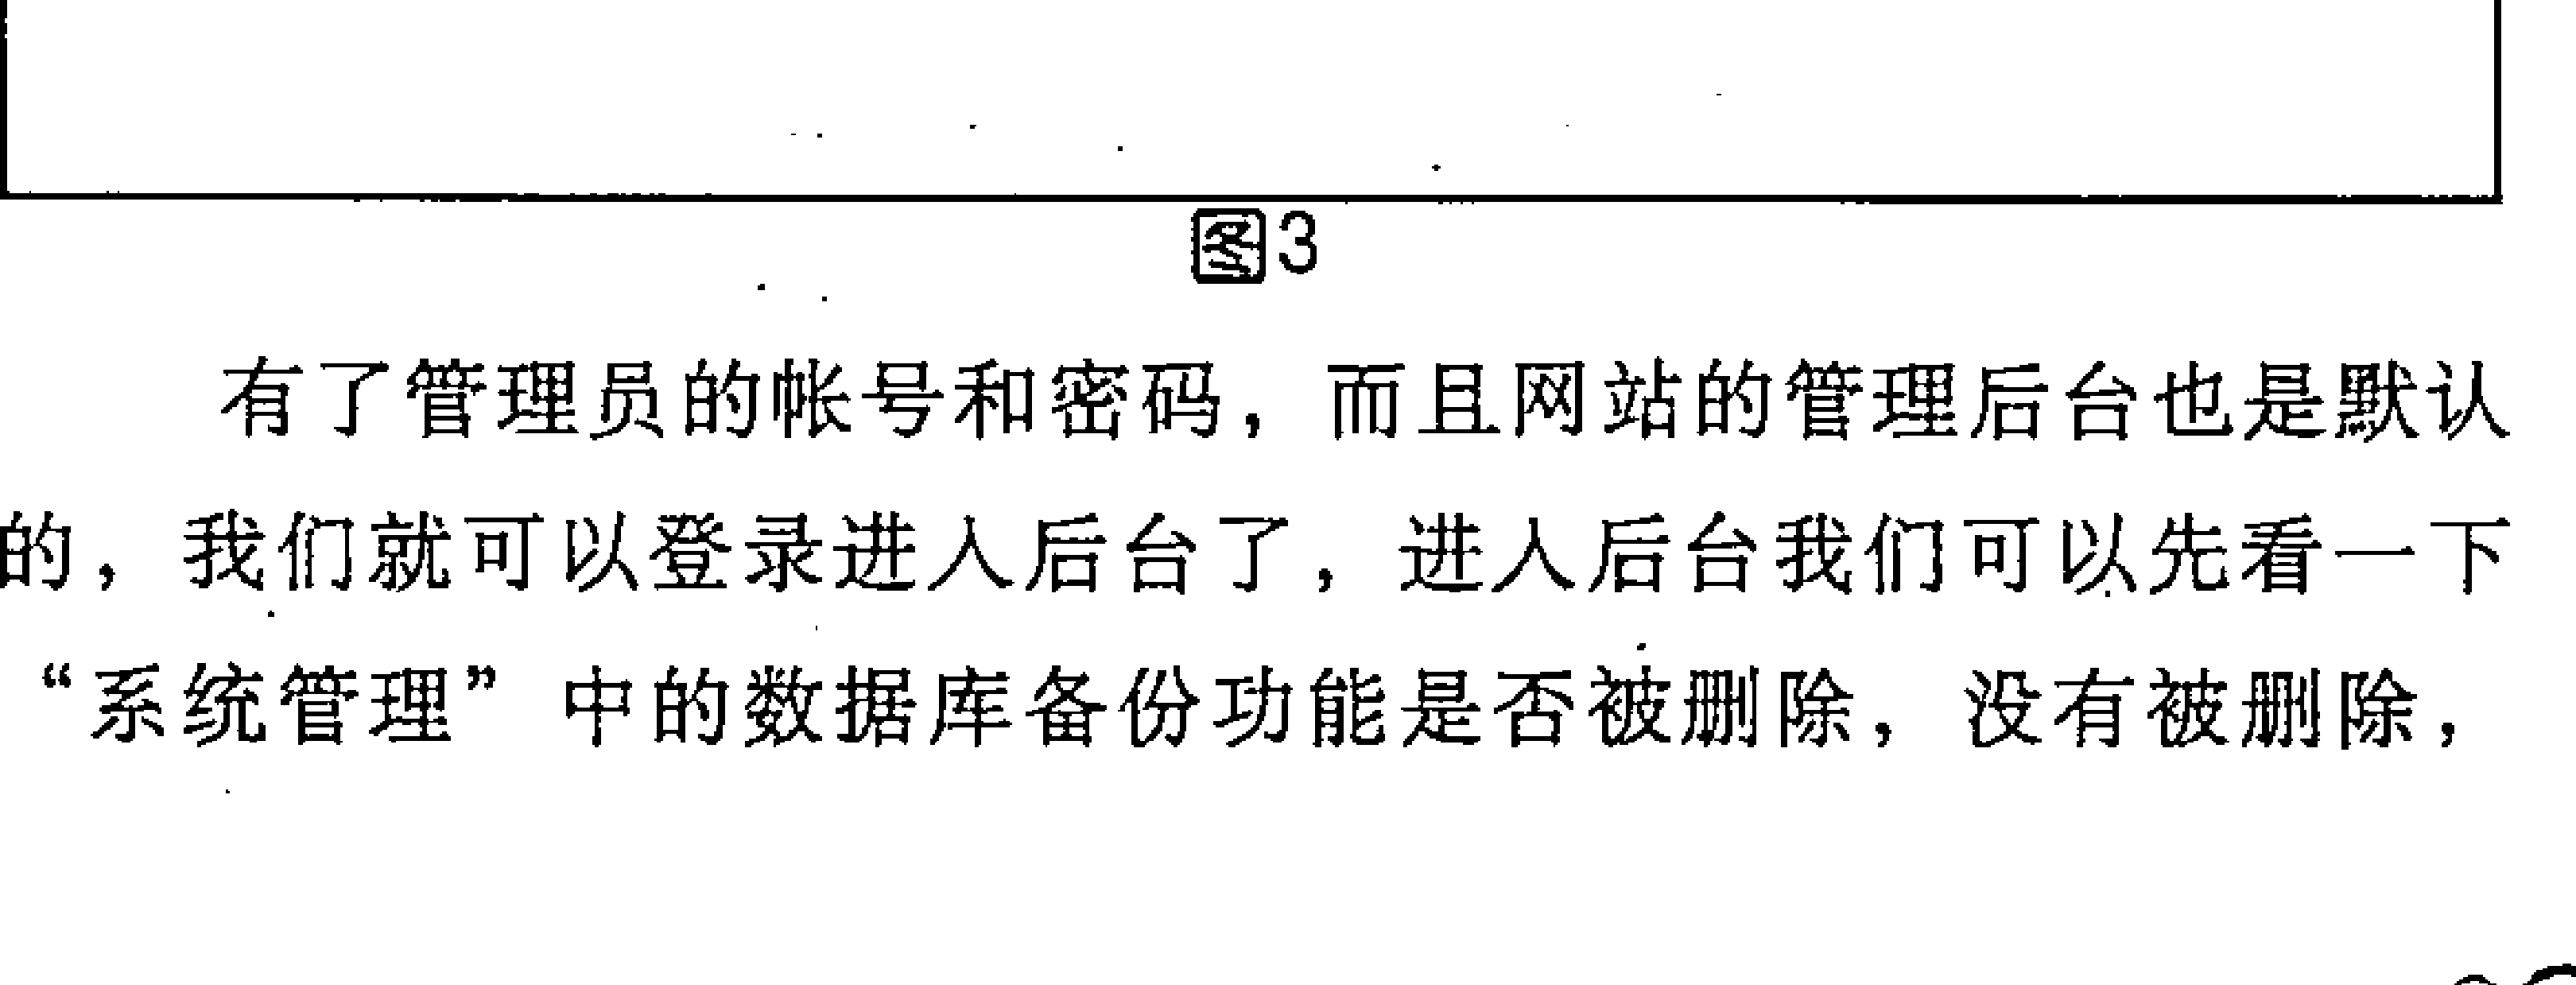 图3
有了管理员的帐号和密码，而且网站的管理后台也是默认
的，我们就可以登录进入后台了，进入后台我们可以先看一下
“系统管理”中的数据库备份功能是否被删除，没有被删除，